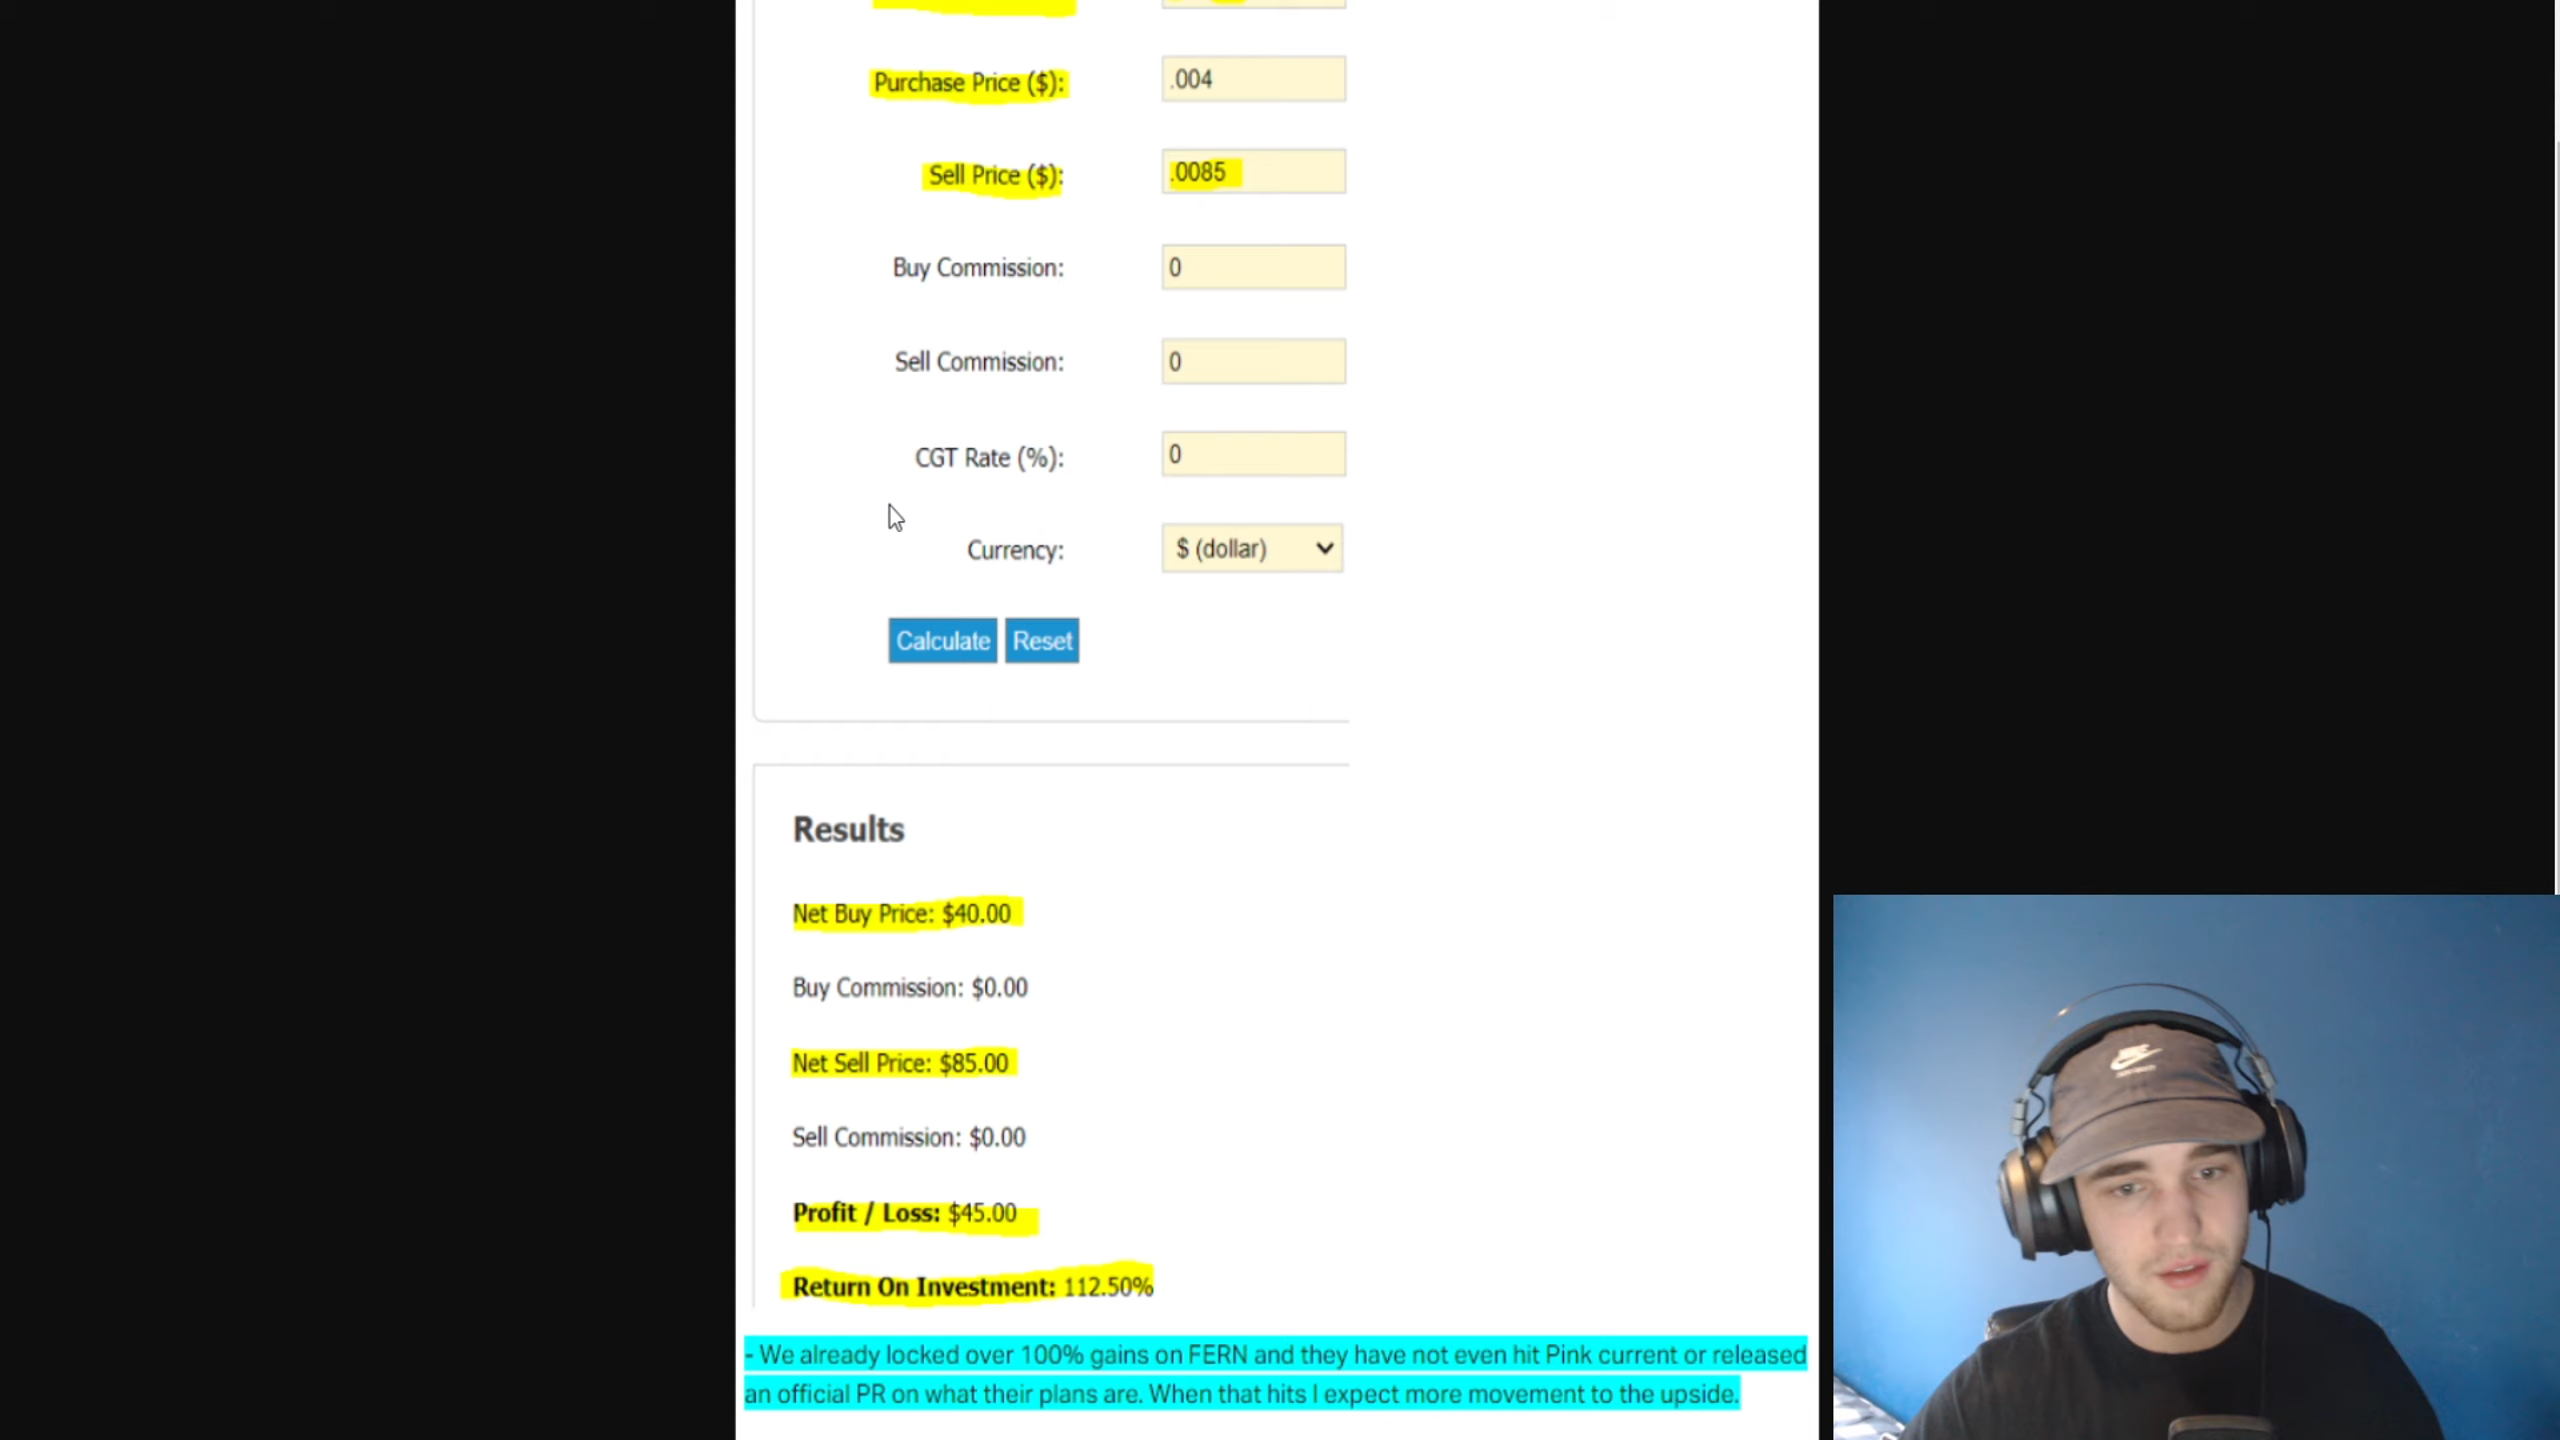 Purchase Price ($): .004
Sell Price ($): .0085
Buy Commission: 0
Sell Commission: 0
CGT Rate (%): 0
Currency: $ (dollar)
Calculate Reset
Results
Net Buy Price: $40.00
Buy Commission: $0.00
Net Sell Price: $85.00
Sell Commission: $0.00
Profit / Loss: $45.00
Return On Investment: 112.50%
- We already locked over 100% gains on FERN and they have not even hit Pink current or released
an official PR on what their plans are. When that hits I expect more movement to the upside.